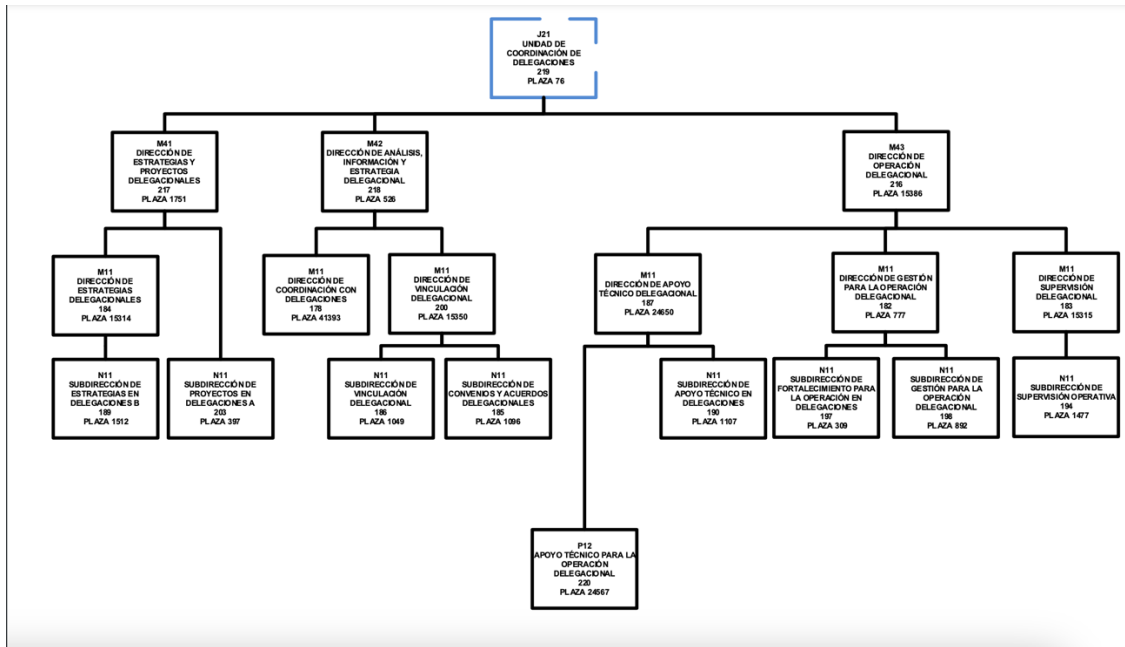 J21
UNIDAD DE
COORDINACIÓN DE
DELEGACIONES
219
PLAZA 76
M41
DIRECCIÓN DE
ESTRATEGIAS Y
PROYECTOS
DELEGACIONALES
217
PLAZA 1751
M42
DIRECCIÓN DE ANÁLISIS,
INFORMACIÓN Y
ESTRATEGIA
DELEGACIONAL
218
PLAZA 526
M43
DIRECCIÓN DE
OPERACIÓN
DELEGACIONAL
216
PLAZA 15386
M11
DIRECCIÓN DE
ESTRATEGIAS
DELEGACIONALES
184
PLAZA 15314
M11
DIRECCIÓN DE
COORDINACIÓN CON
DELEGACIONES
178
PLAZA 41393
M11
DIRECCIÓN DE
VINCULACIÓN
DELEGACIONAL
200
PLAZA 15350
M11
DIRECCIÓN DE APOYO
TÉCNICO DELEGACIONAL
187
PLAZA 24650
M11
DIRECCIÓN DE GESTIÓN
PARA LA OPERACIÓN
DELEGACIONAL
182
PLAZA 777
M11
DIRECCIÓN DE
SUPERVISIÓN
DELEGACIONAL
183
PLAZA 15315
N11
SUBDIRECCIÓN DE
ESTRATEGIAS EN
DELEGACIONES B
189
PLAZA 1512
N11
SUBDIRECCIÓN DE
PROYECTOS EN
DELEGACIONES A
203
PLAZA 397
N11
SUBDIRECCIÓN DE
VINCULACIÓN
DELEGACIONAL
186
PLAZA 1049
N11
SUBDIRECCIÓN DE
CONVENIOS Y ACUERDOS
DELEGACIONALES
185
PLAZA 1096
N11
SUBDIRECCIÓN DE
APOYO TÉCNICO EN
DELEGACIONES
190
PLAZA 1107
N11
SUBDIRECCIÓN DE
FORTALECIMIENTO PARA
LA OPERACIÓN EN
DELEGACIONES
197
PLAZA 309
N11
SUBDIRECCIÓN DE
GESTIÓN PARA LA
OPERACIÓN
DELEGACIONAL
198
PLAZA 892
N11
SUBDIRECCIÓN DE
SUPERVISIÓN OPERATIVA
194
PLAZA 1477
P12
APOYO TÉCNICO PARA LA
OPERACIÓN
DELEGACIONAL
220
PLAZA 24567